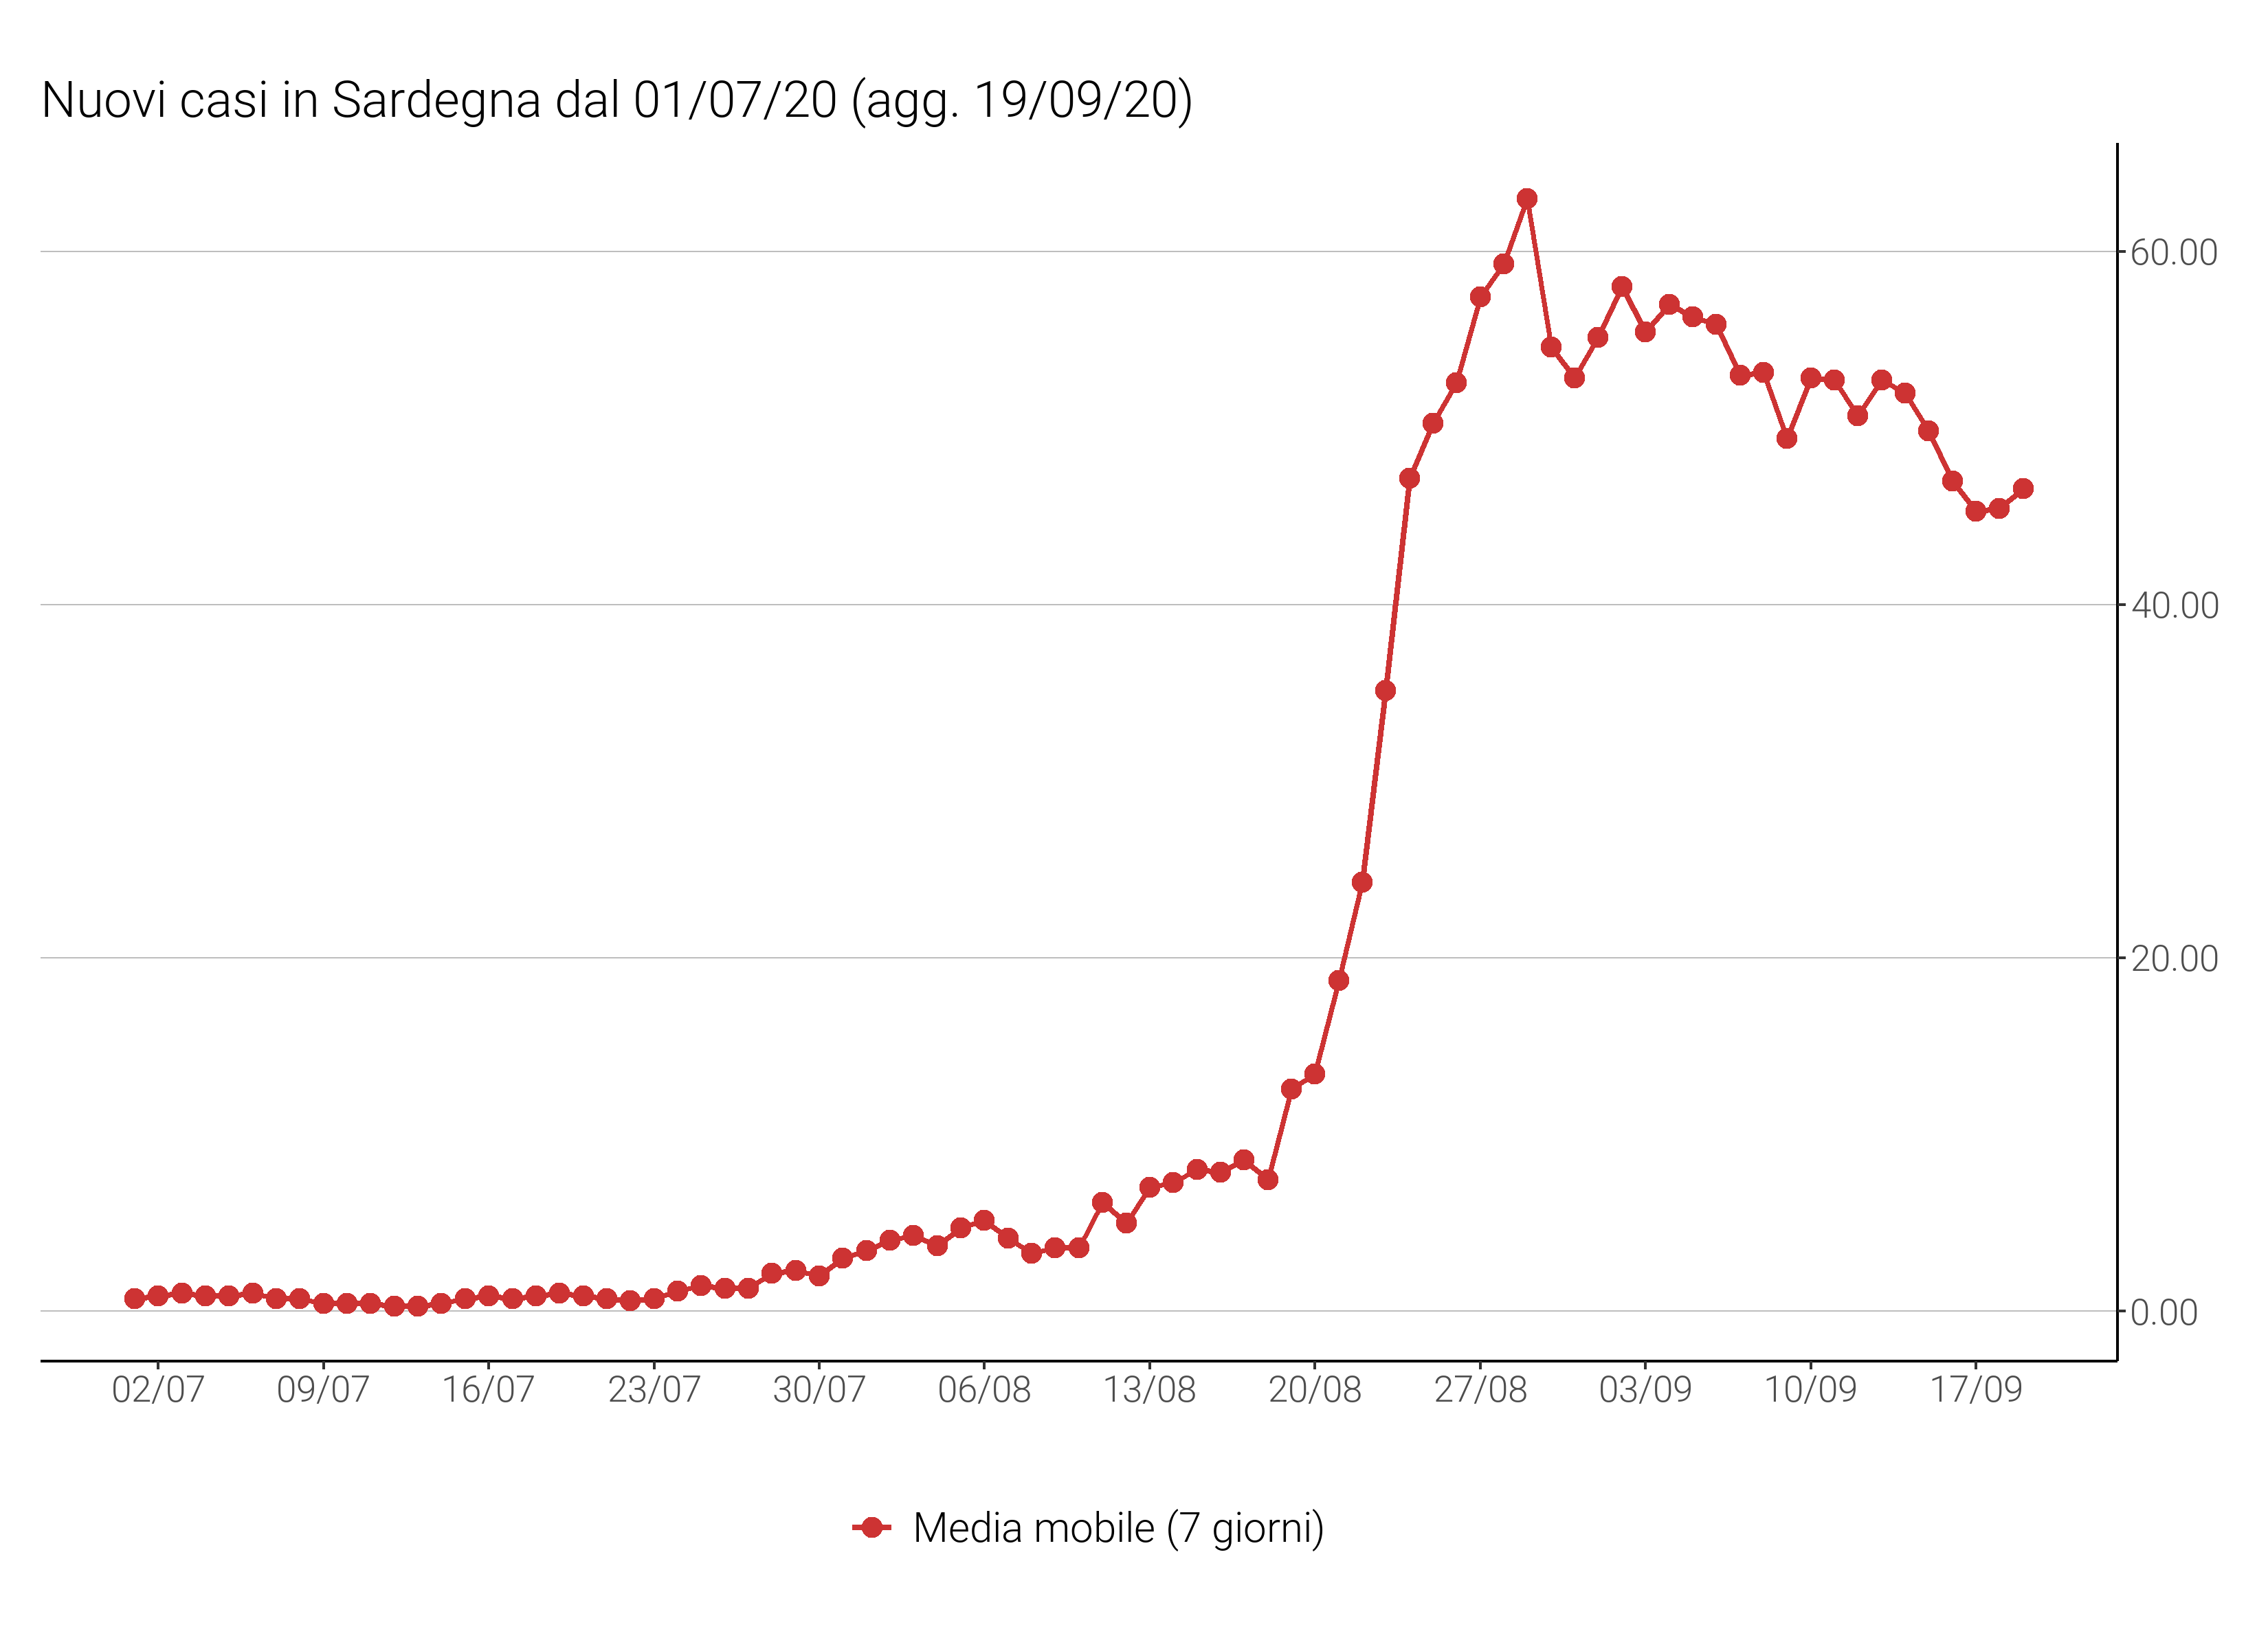 Nuovi casi in Sardegna dal 01/07/20 (agg. 19/09/20)
60.00
40.00
20.00
0.00
02/07 09/07 16/07 23/07 30/07 06/08 13/08 20/08 27/08 03/09 10/09 17/09
Media mobile (7 giorni)